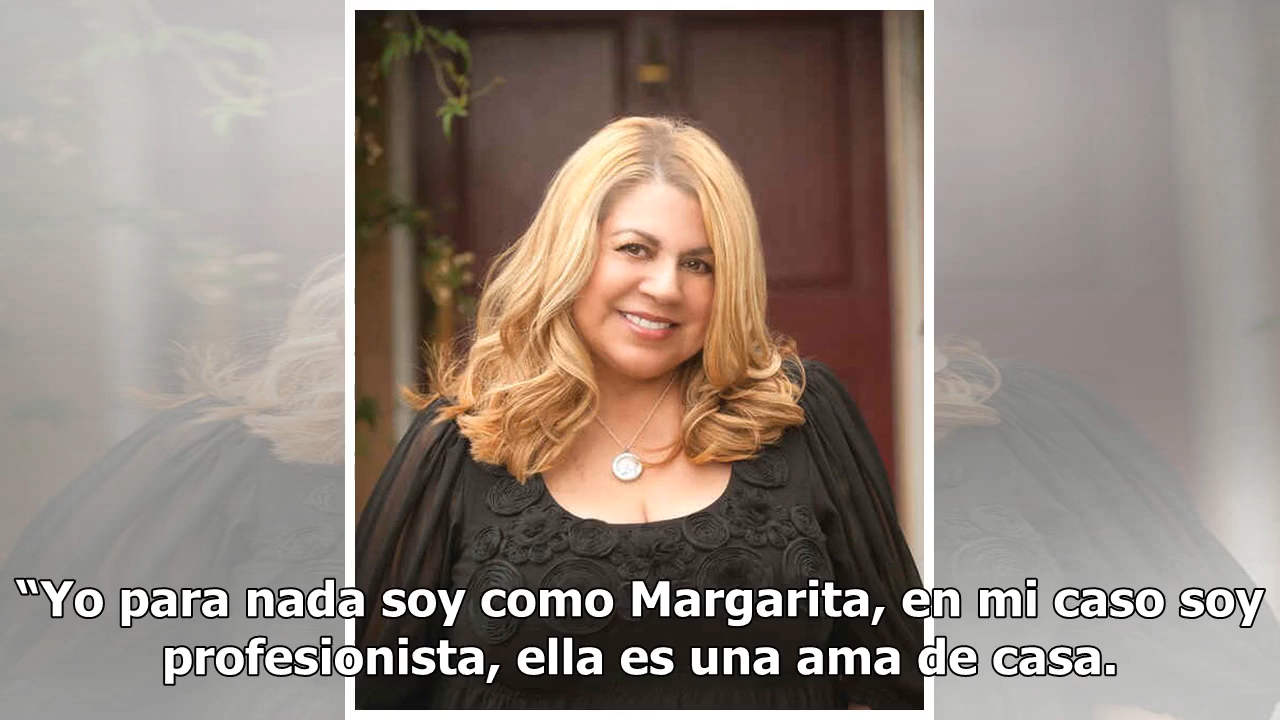 “Yo para nada soy como Margarita, en mi caso soy
profesionista, ella es una ama de casa.